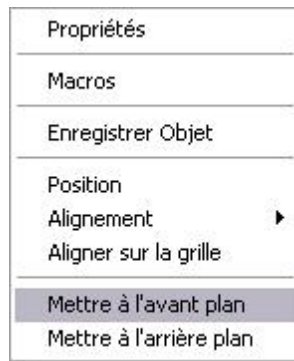 Propriétés
Macros
Enregistrer Objet
Position
Alignement
Aligner sur la grille
Mettre à l'avant plan
Mettre à l'arrière plan